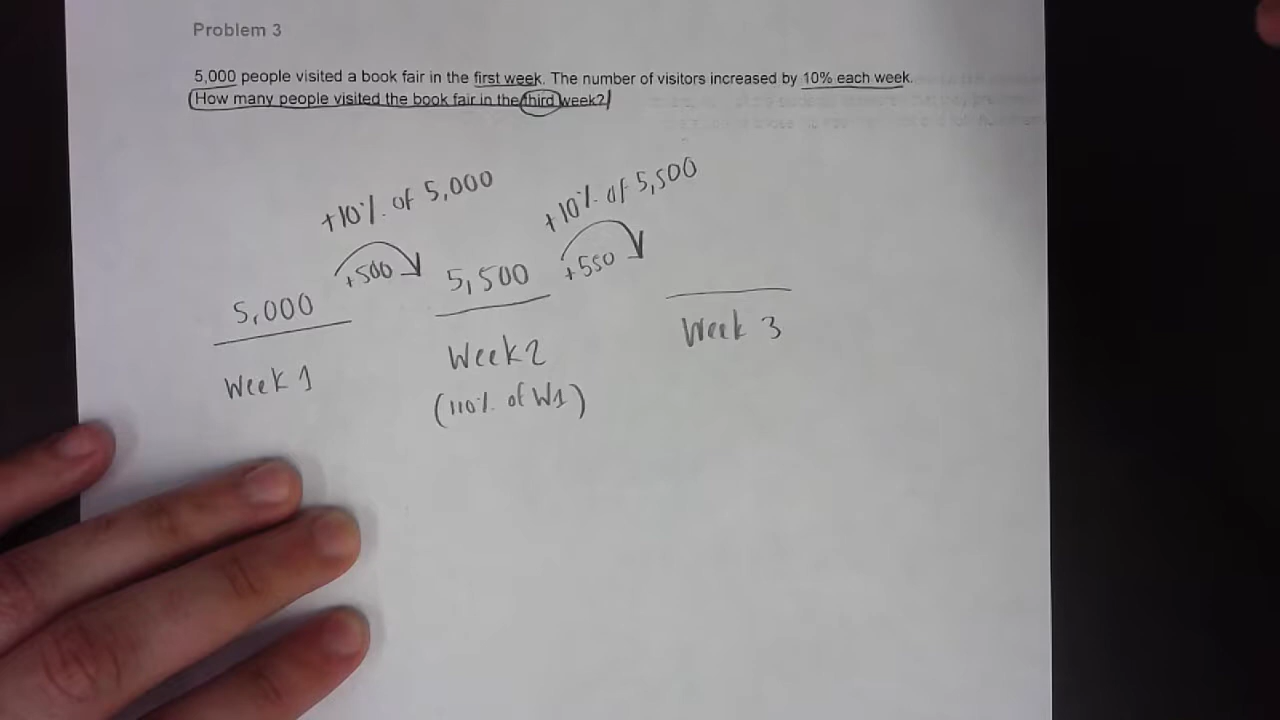 Problem 3
5,000 people visited a book fair in the first week. The number of visitors increased by 10% each week.
How many people visited the book fair in the third week?
+10% of 5,000
+10% of 5,500
+500
+550
5,000
5,500
Week 1
Week 2
Week 3
(110% of W1)